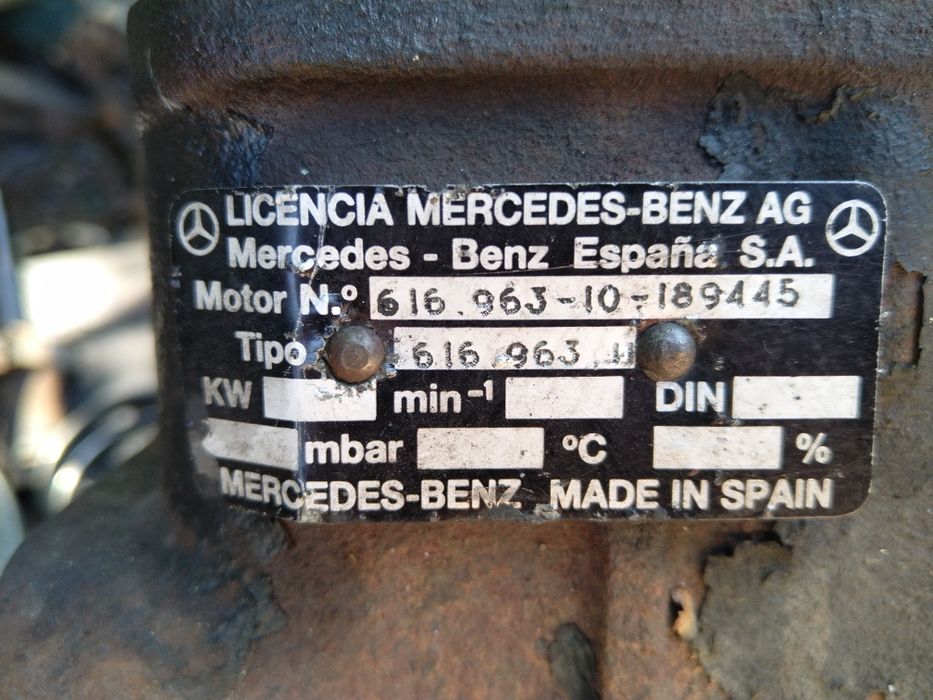 LICENCIA MERCEDES-BENZ AG
Mercedes - Benz España S.A.
Motor N.º 616.963-10-189445
Tipo 616 963
KW min-1 DIN
mbar ºC %
MERCEDES-BENZ MADE IN SPAIN